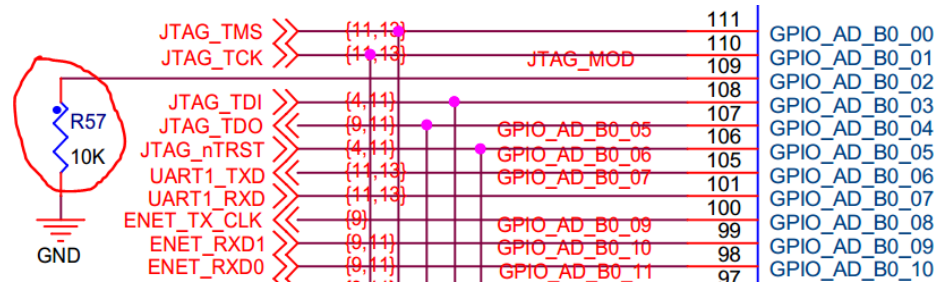 JTAG_TMS {11,13} 111 GPIO_AD_B0_00
JTAG_TCK {11,13} JTAG_MOD 110 GPIO_AD_B0_01
109 GPIO_AD_B0_02
JTAG_TDI {4,11} 108 GPIO_AD_B0_03
R57 JTAG_TDO {9,11} GPIO_AD_B0_05 107 GPIO_AD_B0_04
10K JTAG_nTRST {4,11} GPIO_AD_B0_06 106 GPIO_AD_B0_05
UART1_TXD {11,13} GPIO_AD_B0_07 105 GPIO_AD_B0_06
UART1_RXD {11,13} 101 GPIO_AD_B0_07
ENET_TX_CLK {9} GPIO_AD_B0_09 100 GPIO_AD_B0_08
GND ENET_RXD1 {9,11} GPIO_AD_B0_10 99 GPIO_AD_B0_09
ENET_RXD0 {9,11} GPIO_AD_B0_11 98 GPIO_AD_B0_10
97